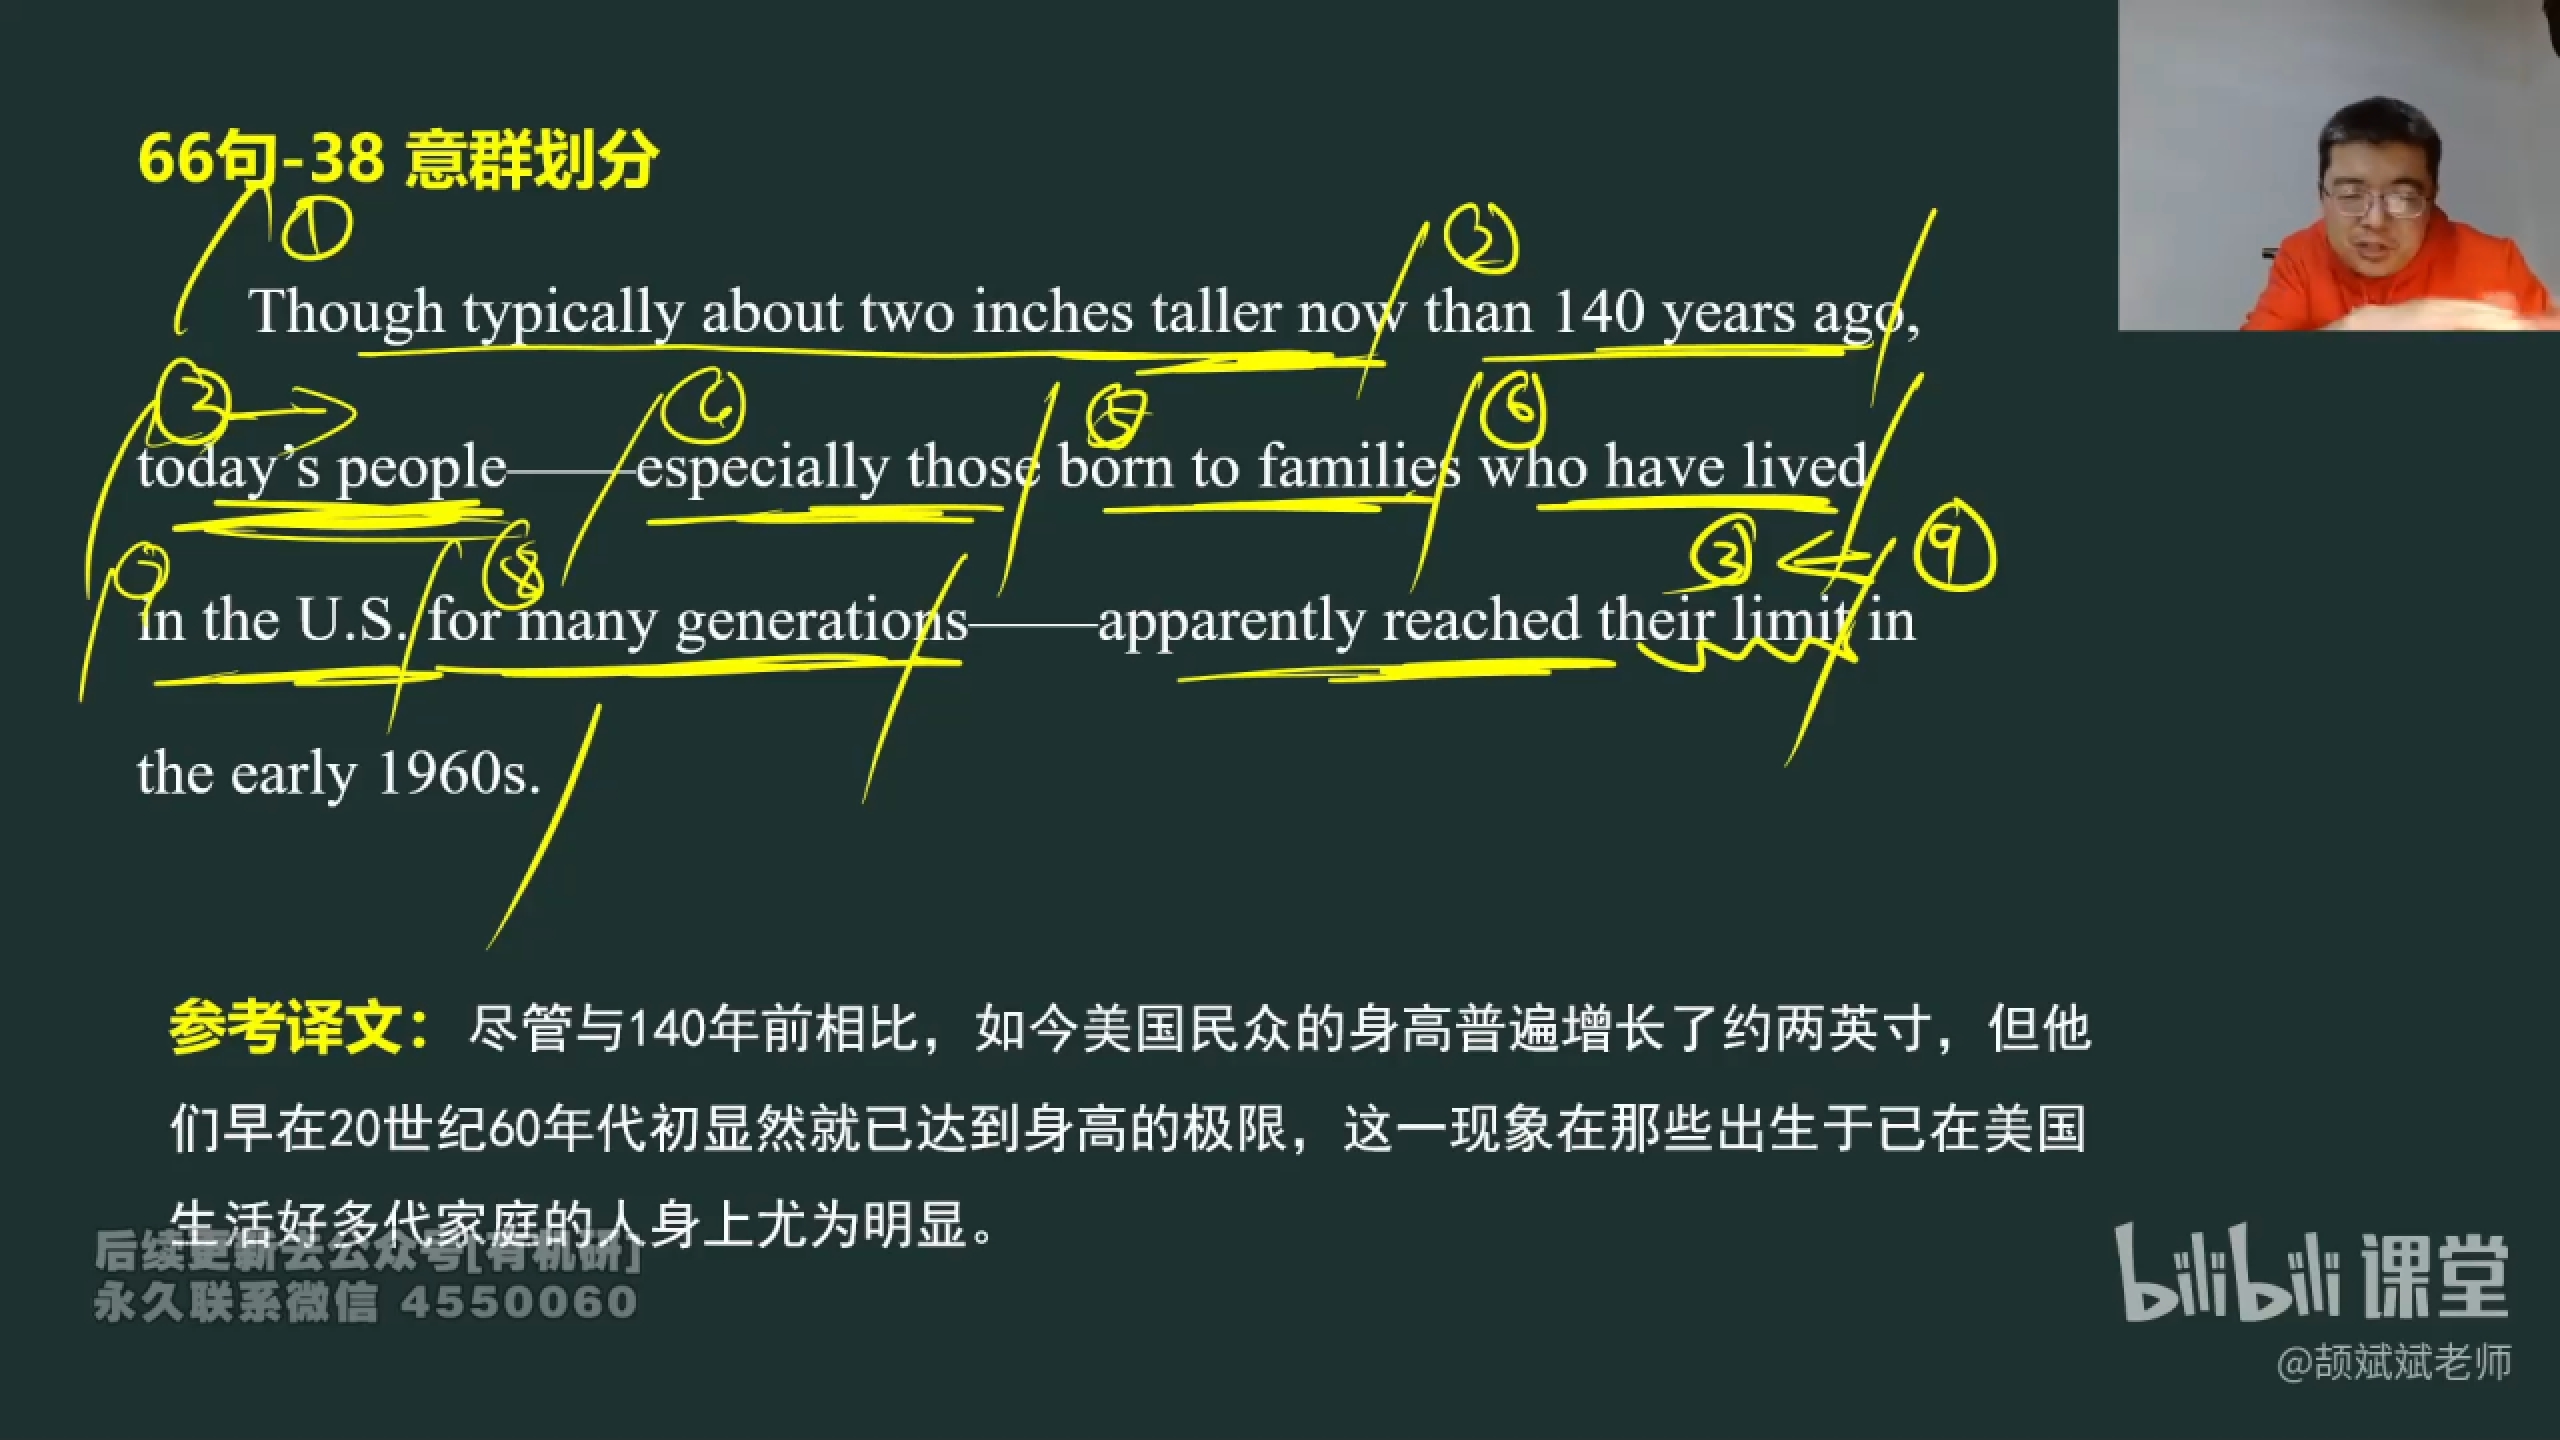 66句-38 意群划分
① ②
Though typically about two inches taller now than 140 years ago,
③ ④ ⑤ ⑥
today’s people——especially those born to families who have lived
⑦ ⑧ ③ ⑨
in the U.S. for many generations——apparently reached their limit in
the early 1960s.
参考译文： 尽管与140年前相比，如今美国民众的身高普遍增长了约两英寸，但他
们早在20世纪60年代初显然就已达到身高的极限，这一现象在那些出生于已在美国
生活好多代家庭的人身上尤为明显。
后续更新去公众号[有机研]
永久联系微信 4550060
bilibili 课堂
@颉斌斌老师